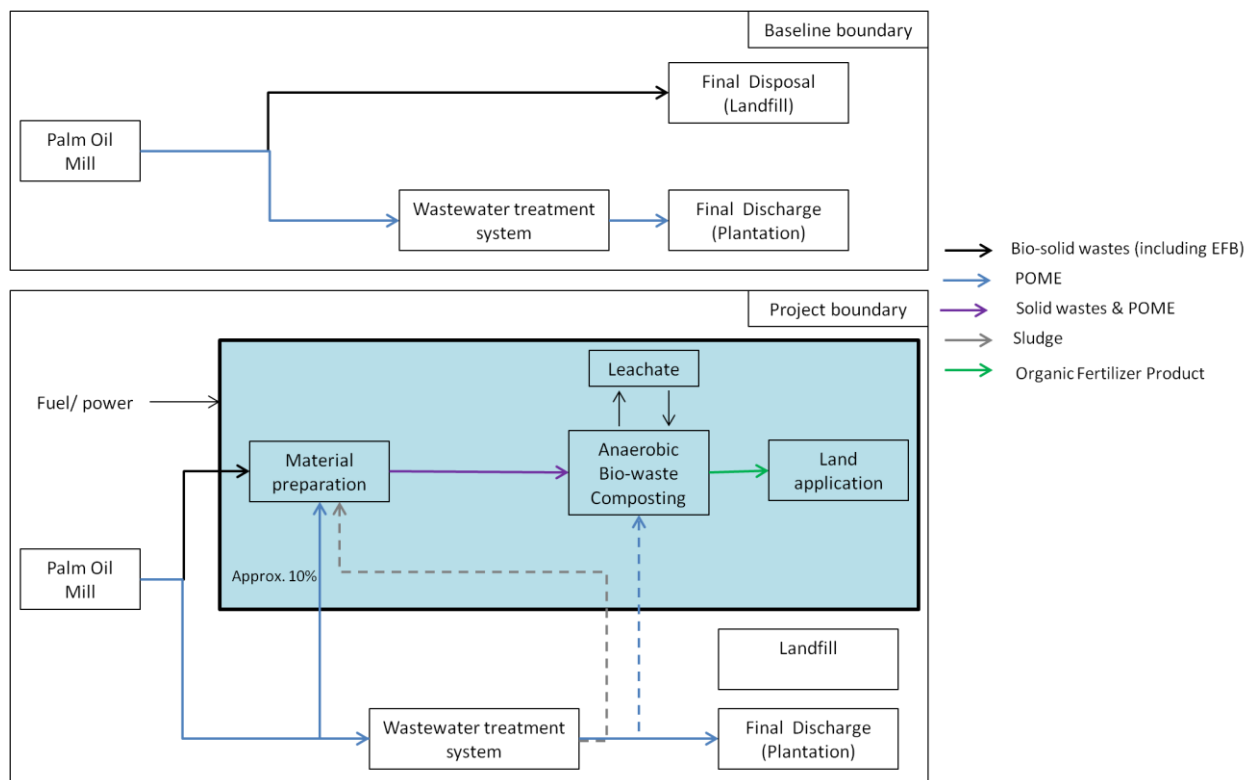 Baseline boundary
Final Disposal
(Landfill)
Palm Oil
Mill
Wastewater treatment
system
Final Discharge
(Plantation)
Bio-solid wastes (including EFB)
POME
Solid wastes & POME
Sludge
Organic Fertilizer Product
Project boundary
Fuel/ power
Leachate
Material
preparation
Anaerobic
Bio-waste
Composting
Land
application
Palm Oil
Mill
Approx. 10%
Landfill
Wastewater treatment
system
Final Discharge
(Plantation)